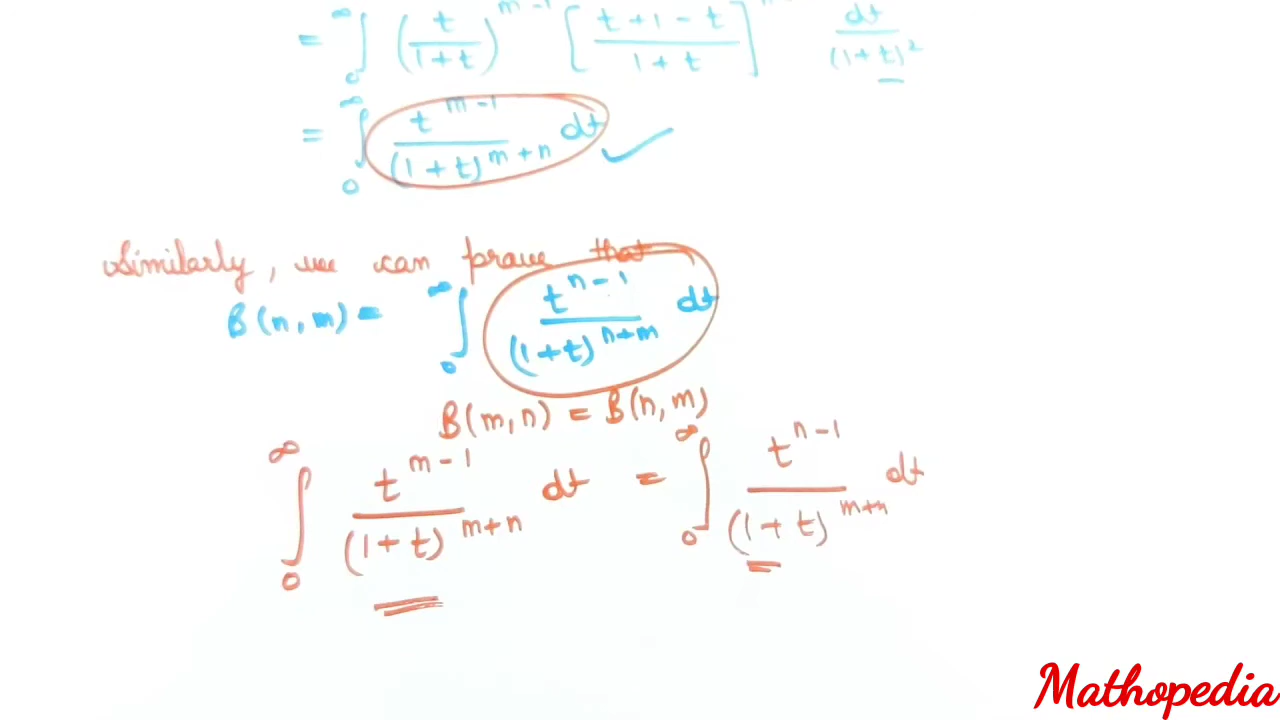 = ∫₀^∞ (t/(1+t))^(m-1) [(t+1-t)/(1+t)] dt/(1+t)²
= ∫₀^∞ t^(m-1)/(1+t)^(m+n) dt ✓
Similarly, we can prove that
B(n,m) = ∫₀^∞ t^(n-1)/(1+t)^(n+m) dt
B(m,n) = B(n,m)
∫₀^∞ t^(m-1)/(1+t)^(m+n) dt = ∫₀^∞ t^(n-1)/(1+t)^(m+n) dt
Mathopedia